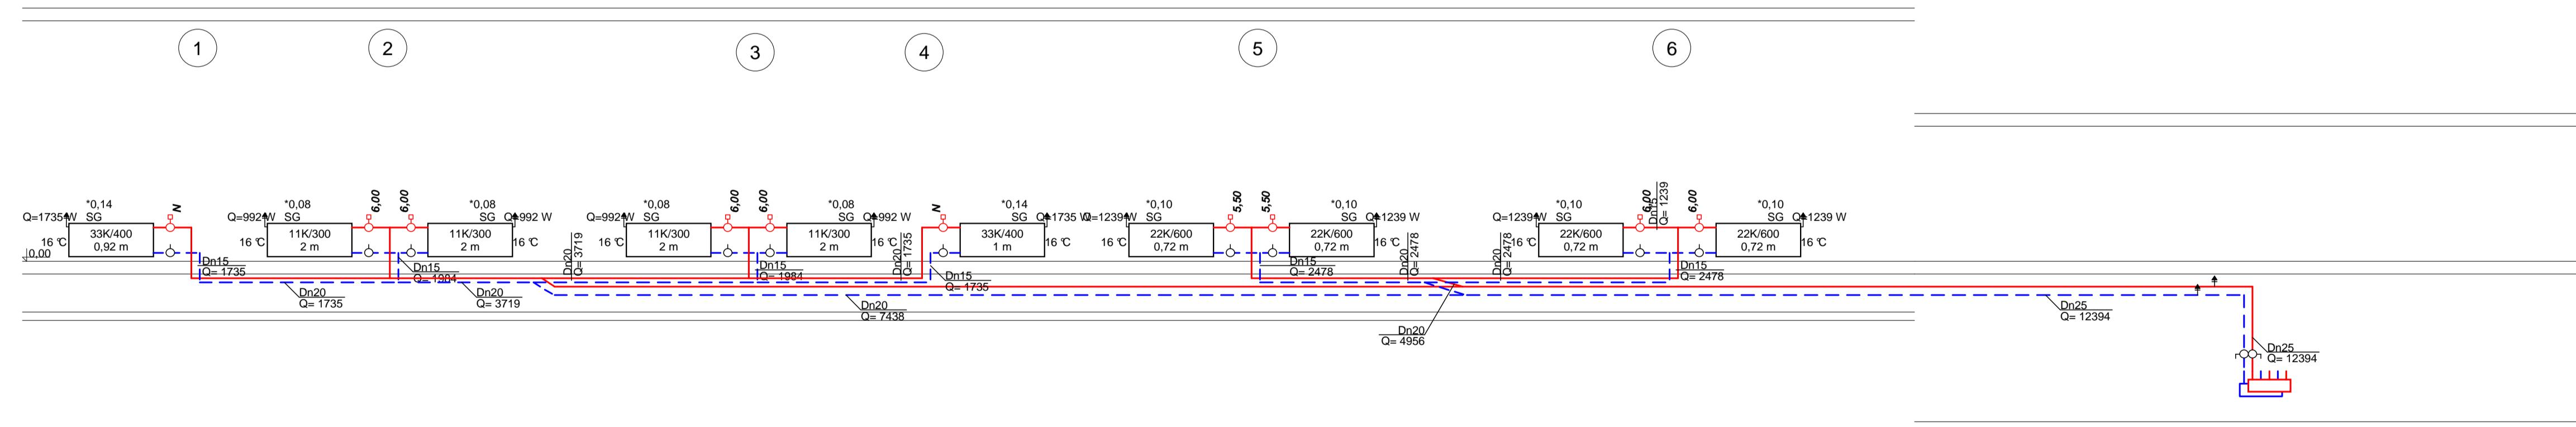 1
2
3
4
5
6
*0,14
SG
Q=1735 W
N
33K/400
0,92 m
16 °C
0,00
*0,08
SG
Q=992 W
6,00
11K/300
2 m
16 °C
6,00
*0,08
SG
Q=992 W
11K/300
2 m
16 °C
*0,08
SG
Q=992 W
6,00
11K/300
2 m
16 °C
6,00
*0,08
SG
Q=992 W
11K/300
2 m
16 °C
N
*0,14
SG
Q=1735 W
33K/400
1 m
16 °C
*0,10
SG
Q=1239 W
5,50
22K/600
0,72 m
5,50
*0,10
SG
Q=1239 W
22K/600
0,72 m
16 °C
*0,10
SG
Q=1239 W
6,00
22K/600
0,72 m
16 °C
Dn15
Q= 1239
6,00
*0,10
SG
Q=1239 W
22K/600
0,72 m
16 °C
Dn15
Q= 1735
Dn20
Q= 1735
Dn15
Q= 1984
Dn20
Q= 3719
Dn20
Q= 3719
Dn15
Q= 1984
Dn20
Q= 1735
Dn15
Q= 1735
Dn20
Q= 7438
Dn15
Q= 2478
Dn20
Q= 2478
Dn20
Q= 2478
Dn15
Q= 2478
Dn20
Q= 4956
Dn25
Q= 12394
Dn25
Q= 12394